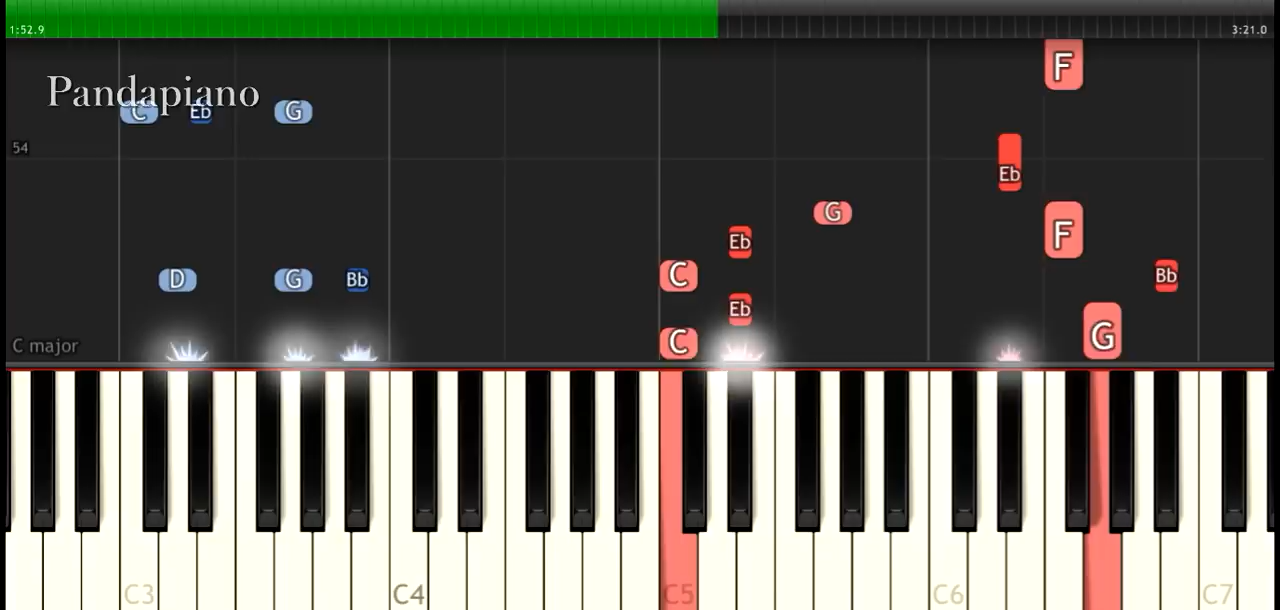 1:52.9
3:21.0
F
Pandapiano
C Eb G
54
Eb
G
F
Eb
C
Bb
D G Bb
Eb
G
C major
C
C3 C4 C5 C6 C7